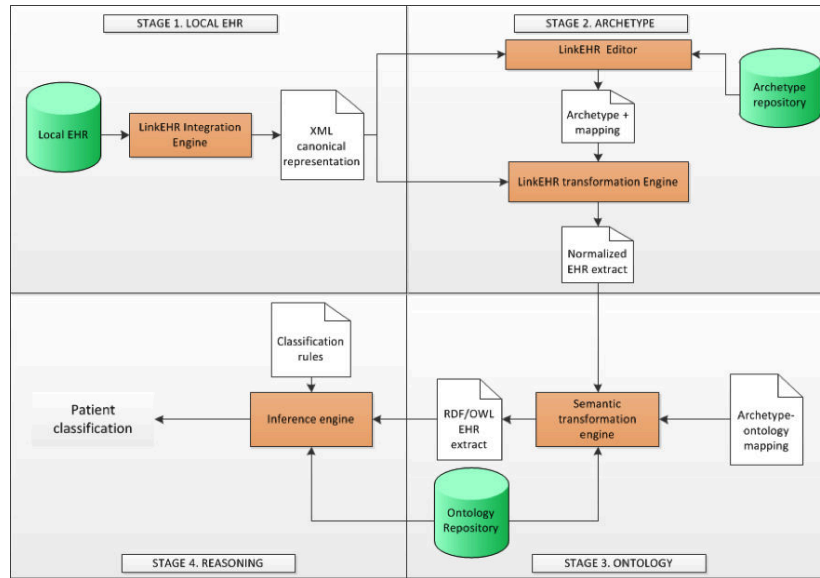 STAGE 1. LOCAL EHR
Local EHR
LinkEHR Integration
Engine
XML
canonical
representation
STAGE 2. ARCHETYPE
LinkEHR Editor
Archetype
repository
Archetype +
mapping
LinkEHR transformation Engine
Normalized
EHR extract
Classification
rules
Patient
classification
Inference engine
RDF/OWL
EHR
extract
Semantic
transformation
engine
Archetype-
ontology
mapping
Ontology
Repository
STAGE 4. REASONING
STAGE 3. ONTOLOGY